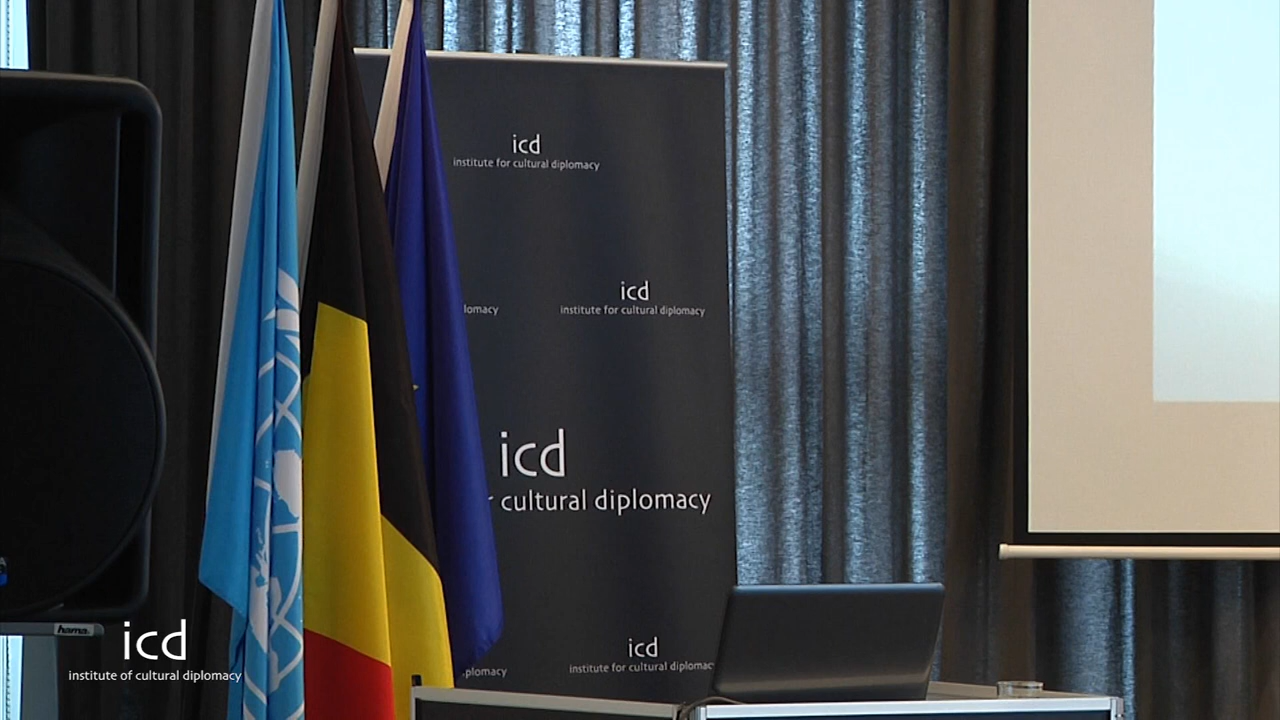 icd
institute for cultural diplomacy
icd
lomacy
institute for cultural diplomacy
icd
cultural diplomacy
icd
plomacy
institute for cultural diplomacy
hama.
icd
institute of cultural diplomacy